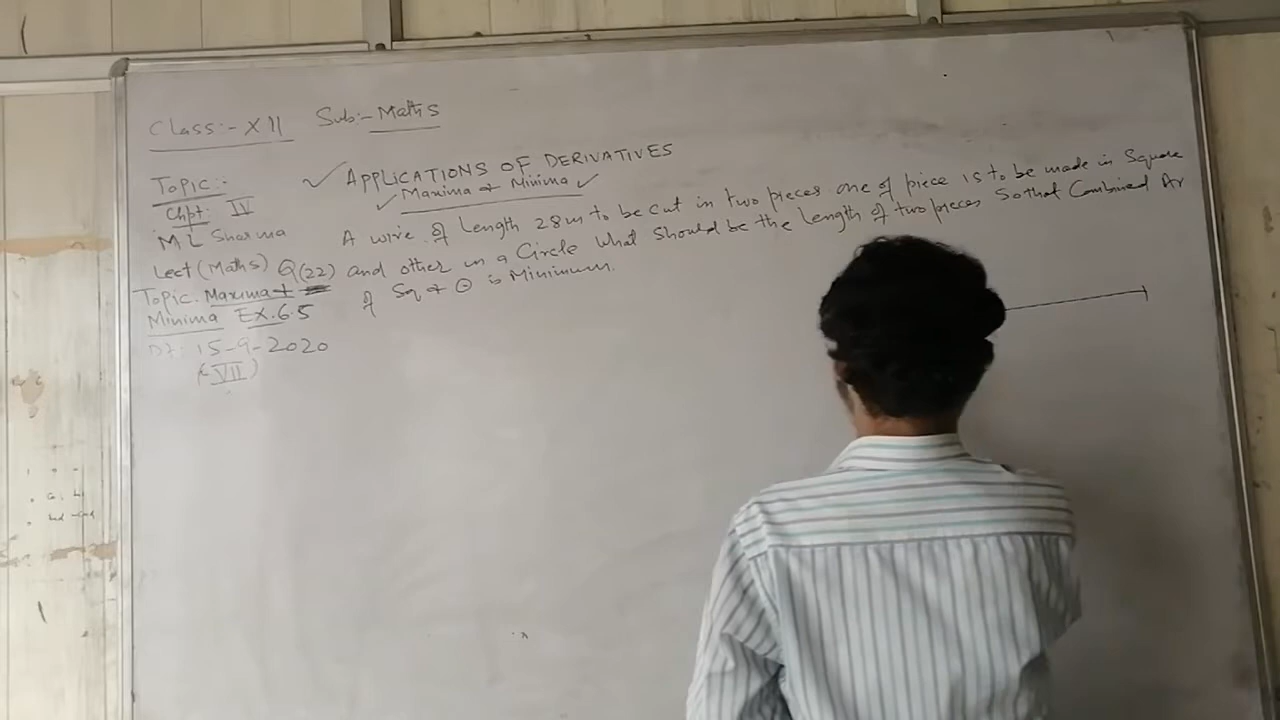 Class:- XII Sub:- Maths
Topic:- ✓ APPLICATIONS OF DERIVATIVES
✓ Maxima & Minima ✓
Chpt: IV
M L Sharma
Lect (Maths)
Topic. Maxima &
Minima EX. 6.5
Dt: 15-9-2020
(-VII)
Q(22) A wire of Length 28m to be cut in two pieces one of piece is to be made in Square
and other in a Circle What should be the Length of two pieces So that Combined Ar
of Sq & ⊙ is Minimum.